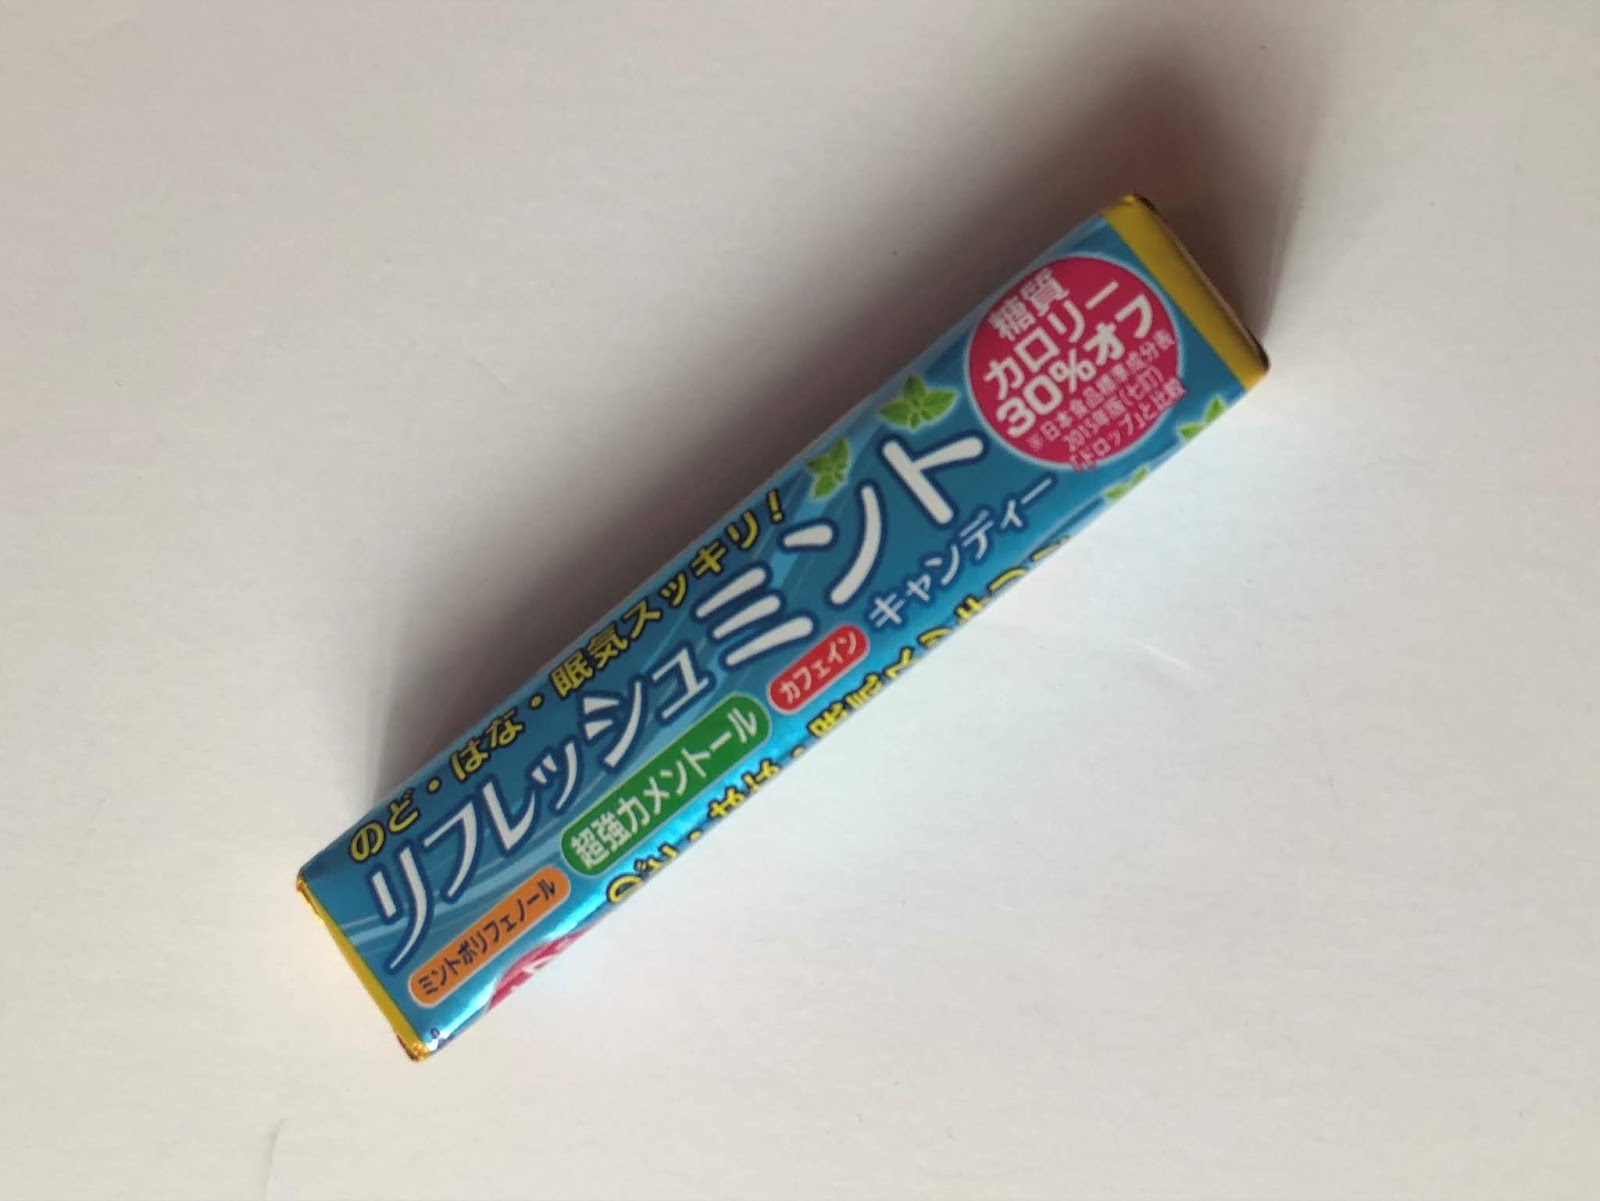 のど・はな・眠気スッキリ!
リフレッシュミント
キャンディー
ミントポリフェノール
超強力メントール
カフェイン
糖質
カロリー
30%オフ
※日本食品標準成分表
2015年版(七訂)
「ドロップ」と比較